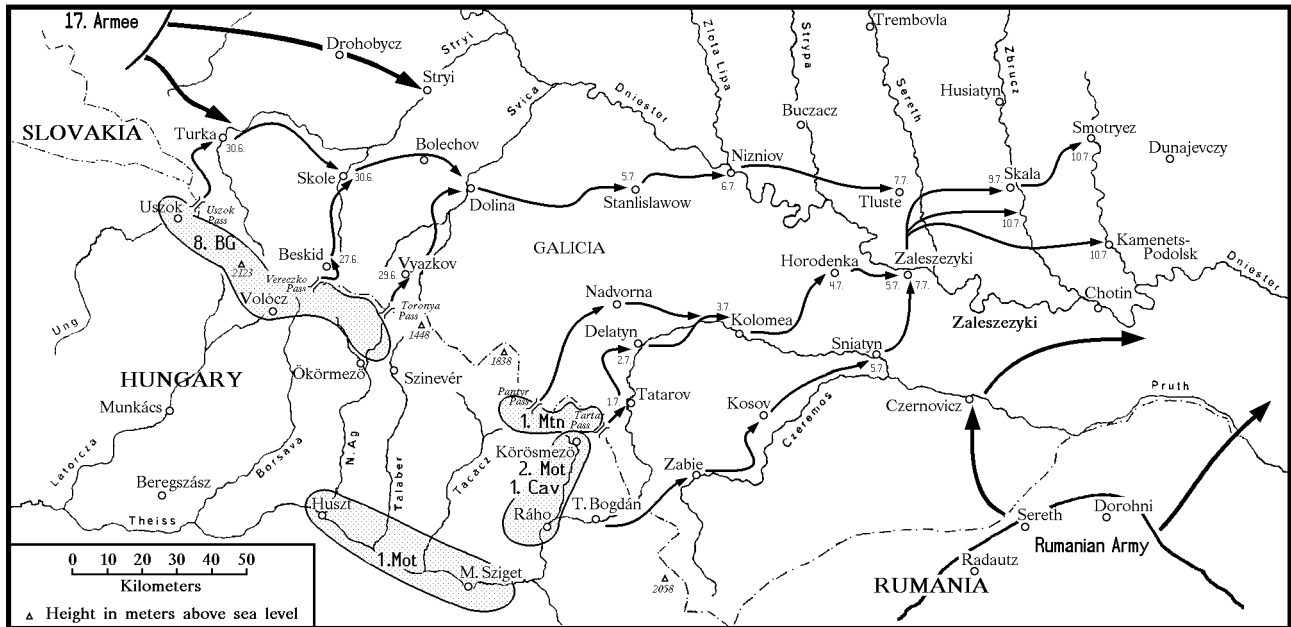 17. Armee
Drohobycz
Stryi
Stryi
Zlota Lipa
Strypa
Trembovla
Sereth
Zbrucz
Husiatyn
SLOVAKIA
Turka
30.6.
Svica
Dniester
Buczacz
Smotryez
10.7.
Dunajevczy
Bolechov
Skole
30.6.
Nizniov
6.7.
5.7.
Stanlislawow
Dolina
7.7.
Tluste
9.7.
Skala
10.7.
Uszok
Uszok
Pass
8. BG
2123
Beskid
27.6.
Vereczko
Pass
Volócz
29.6.
Vyazkov
Toronya
Pass
1448
GALICIA
Horodenka
4.7.
Zaleszezyki
5.7.
7.7.
Kamenets-
Podolsk
10.7.
Dniester
Chotin
Zaleszezyki
Ung
Nadvorna
3.7.
Kolomea
Delatyn
2.7.
Sniatyn
5.7.
1838
Ökörmezö
HUNGARY
Szinevér
Munkács
Pantyr
Pass
1. Mtn
Tartar
Pass
1.7.
Tatarov
Kosov
Czeremos
Czernovicz
Pruth
Körösmezö
2. Mot
1. Cav
Latorcza
Borsava
N.Ag
Talaber
Tacacz
Zabie
Beregszász
Theiss
Huszt
Ráho
T. Bogdán
Sereth
Dorohni
Rumanian Army
1.Mot
M. Sziget
2058
Radautz
RUMANIA
0 10 20 30 40 50
Kilometers
Height in meters above sea level